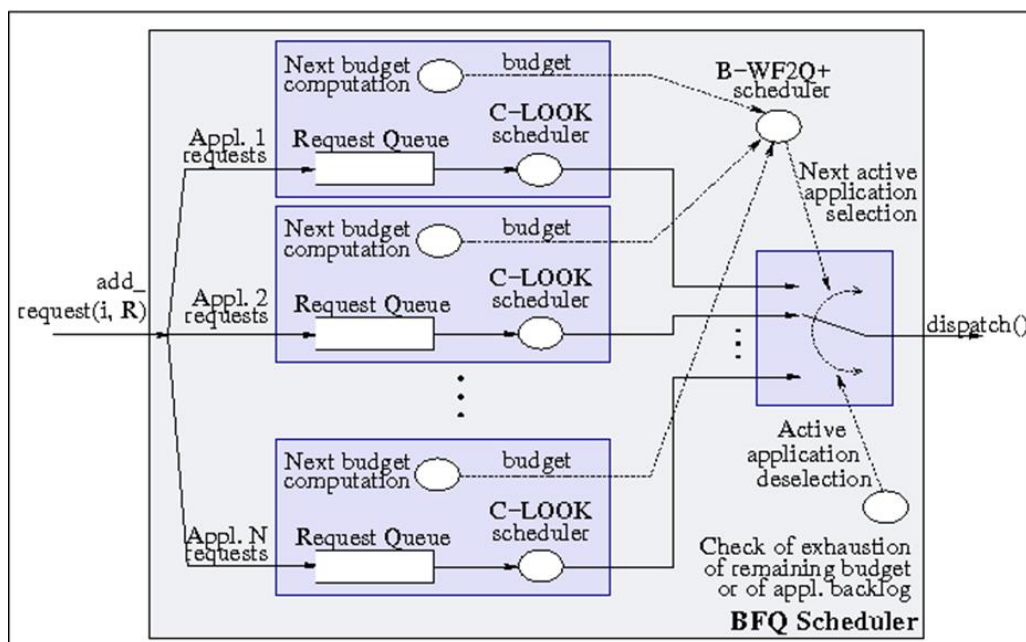 Next budget
computation
budget
B-WF2Q+
scheduler
Appl. 1
requests
Request Queue
C-LOOK
scheduler
Next active
application
selection
Next budget
computation
budget
add_
request(i, R)
Appl. 2
requests
Request Queue
C-LOOK
scheduler
dispatch()
Next budget
computation
budget
Active
application
deselection
Appl. N
requests
Request Queue
C-LOOK
scheduler
Check of exhaustion
of remaining budget
or of appl. backlog
BFQ Scheduler